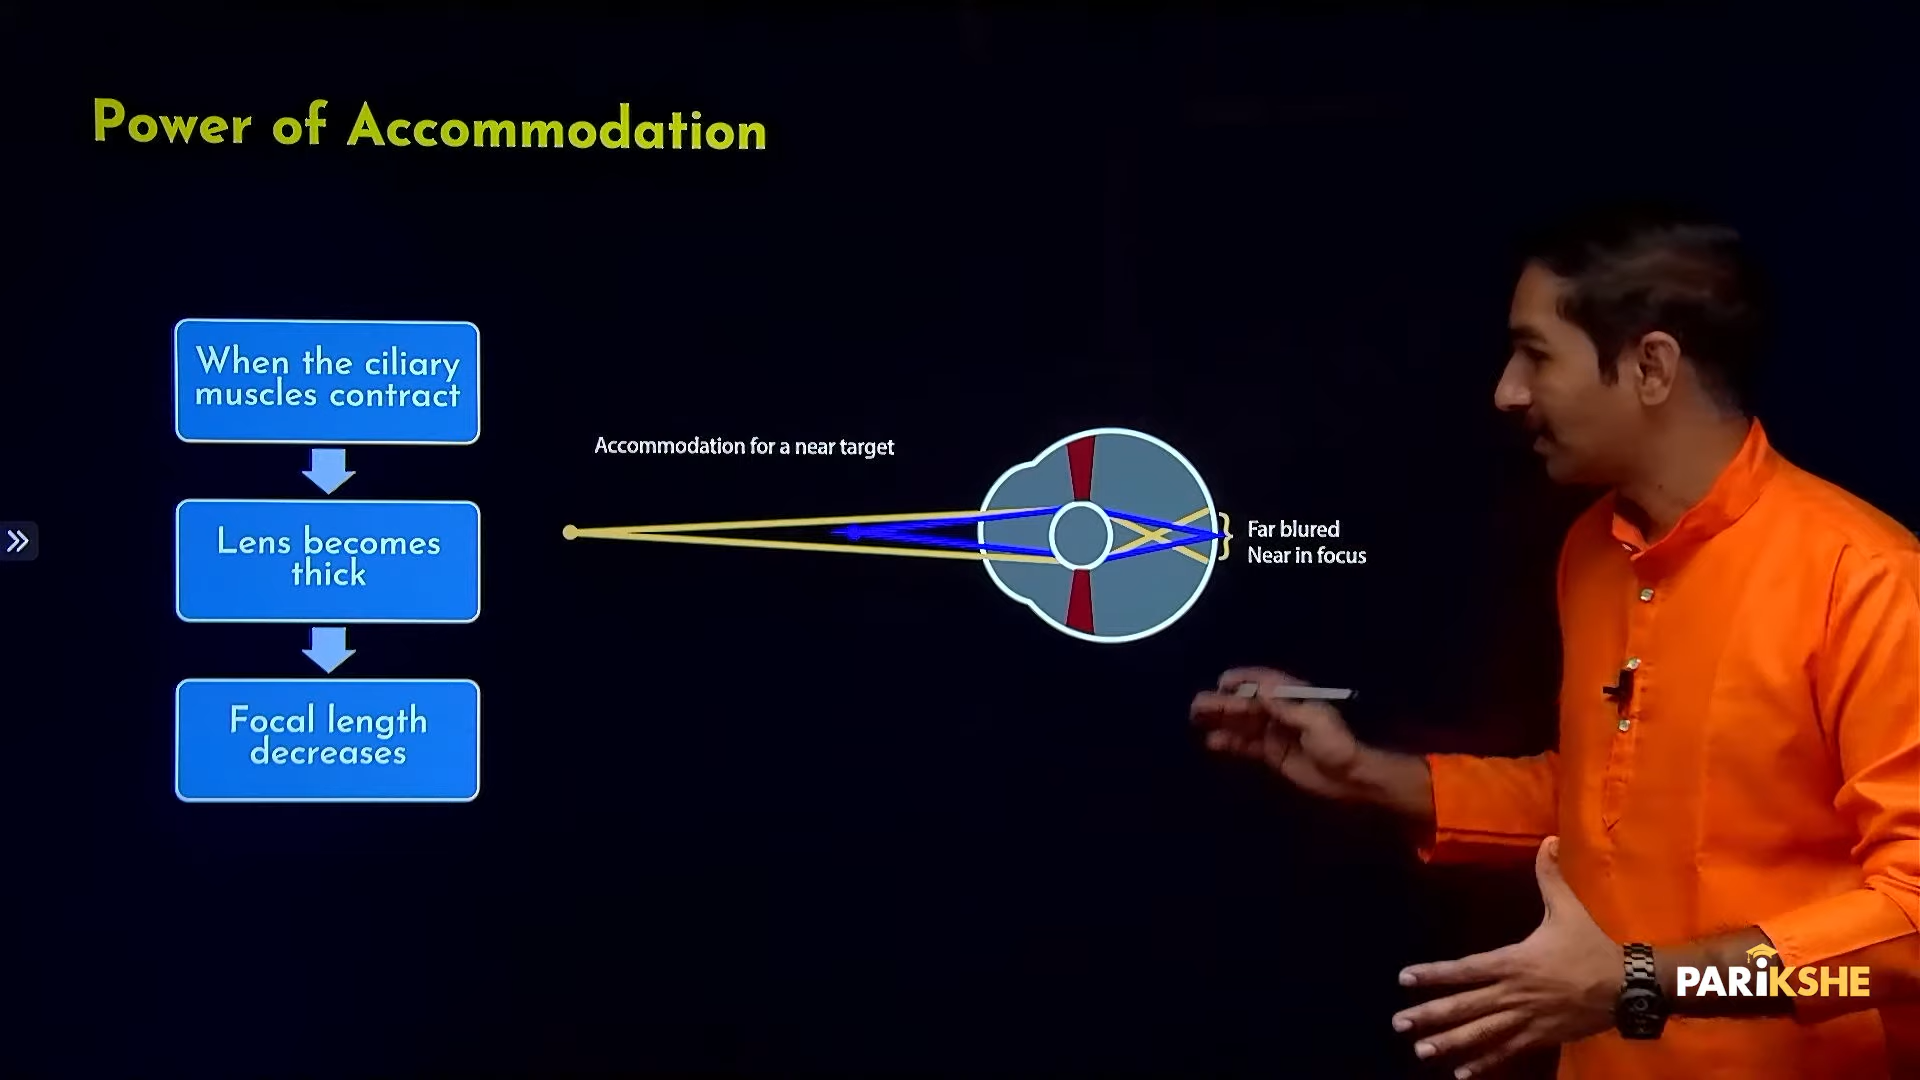 Power of Accommodation
When the ciliary
muscles contract
Lens becomes
thick
Focal length
decreases
Accommodation for a near target
Far blured
Near in focus
PARiKSHE